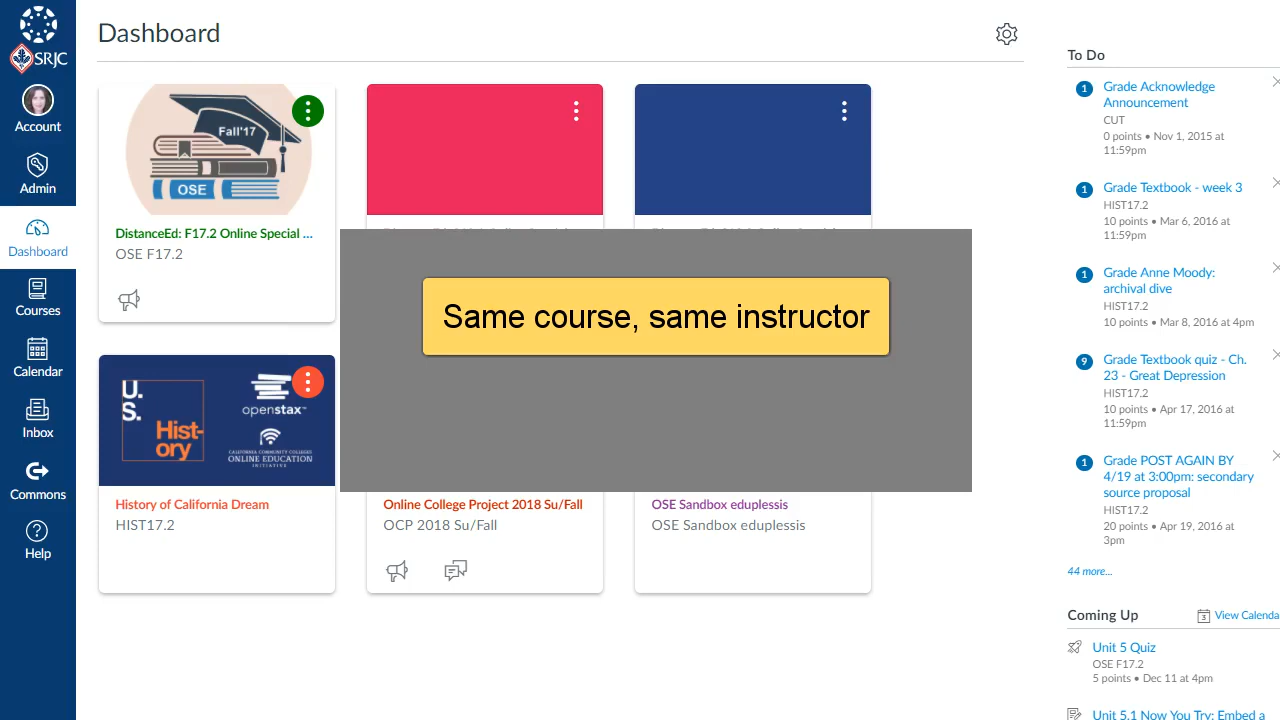 SRJC
Account
Admin
Dashboard
Courses
Calendar
Inbox
Commons
Help
Dashboard
Fall'17
OSE
DistanceEd: F17.2 Online Special ...
OSE F17.2
Same course, same instructor
U.
S.
Hist-
ory
openstax™
CALIFORNIA COMMUNITY COLLEGES
ONLINE EDUCATION
INITIATIVE
History of California Dream
HIST17.2
Online College Project 2018 Su/Fall
OCP 2018 Su/Fall
OSE Sandbox eduplessis
OSE Sandbox eduplessis
To Do
1
Grade Acknowledge
Announcement
CUT
0 points • Nov 1, 2015 at
11:59pm
1
Grade Textbook - week 3
HIST17.2
10 points • Mar 6, 2016 at
11:59pm
1
Grade Anne Moody:
archival dive
HIST17.2
10 points • Mar 8, 2016 at 4pm
9
Grade Textbook quiz - Ch.
23 - Great Depression
HIST17.2
10 points • Apr 17, 2016 at
11:59pm
1
Grade POST AGAIN BY
4/19 at 3:00pm: secondary
source proposal
HIST17.2
20 points • Apr 19, 2016 at
3pm
44 more...
Coming Up
3
View Calenda
Unit 5 Quiz
OSE F17.2
5 points • Dec 11 at 4pm
Unit 5.1 Now You Try: Embed a